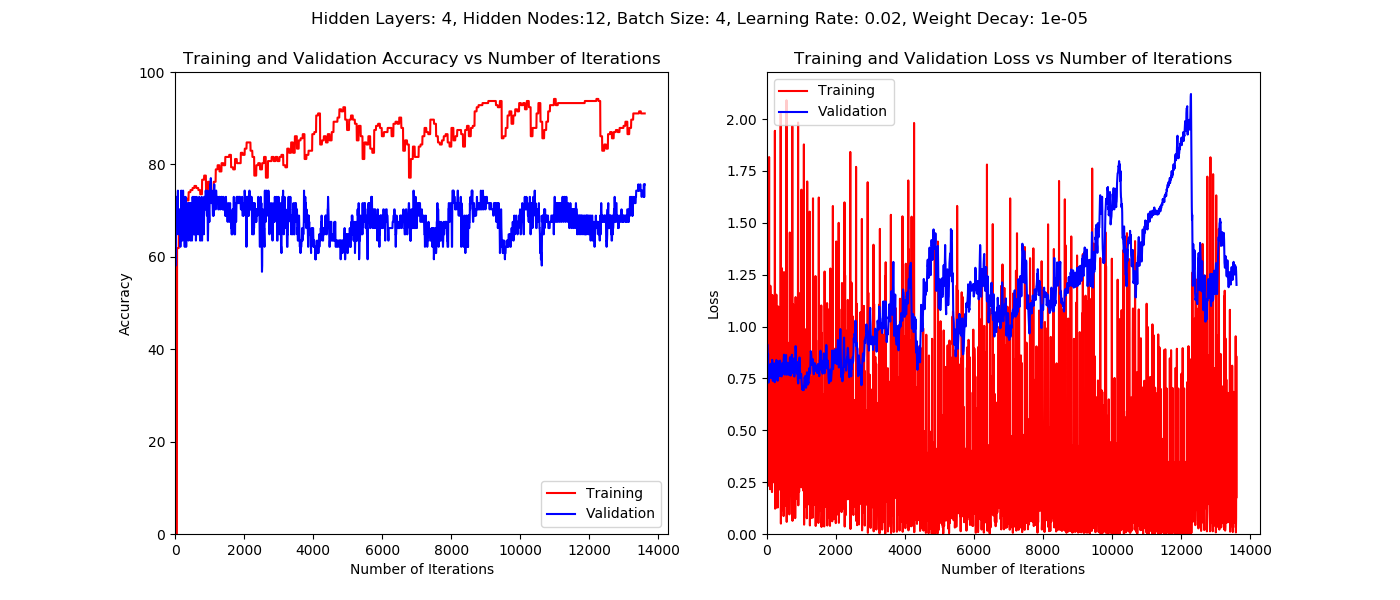 Hidden Layers: 4, Hidden Nodes:12, Batch Size: 4, Learning Rate: 0.02, Weight Decay: 1e-05
Training and Validation Accuracy vs Number of Iterations
100
80
60
40
20
0
Accuracy
0 2000 4000 6000 8000 10000 12000 14000
Number of Iterations
Training
Validation
Training and Validation Loss vs Number of Iterations
Training
Validation
2.00
1.75
1.50
1.25
1.00
0.75
0.50
0.25
0.00
Loss
0 2000 4000 6000 8000 10000 12000 14000
Number of Iterations